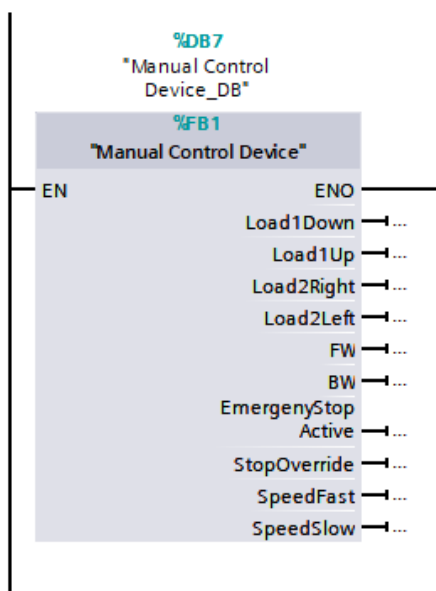 %DB7
"Manual Control
Device_DB"
%FB1
"Manual Control Device"
EN ENO
Load1Down ...
Load1Up ...
Load2Right ...
Load2Left ...
FW ...
BW ...
EmergenyStop
Active ...
StopOverride ...
SpeedFast ...
SpeedSlow ...